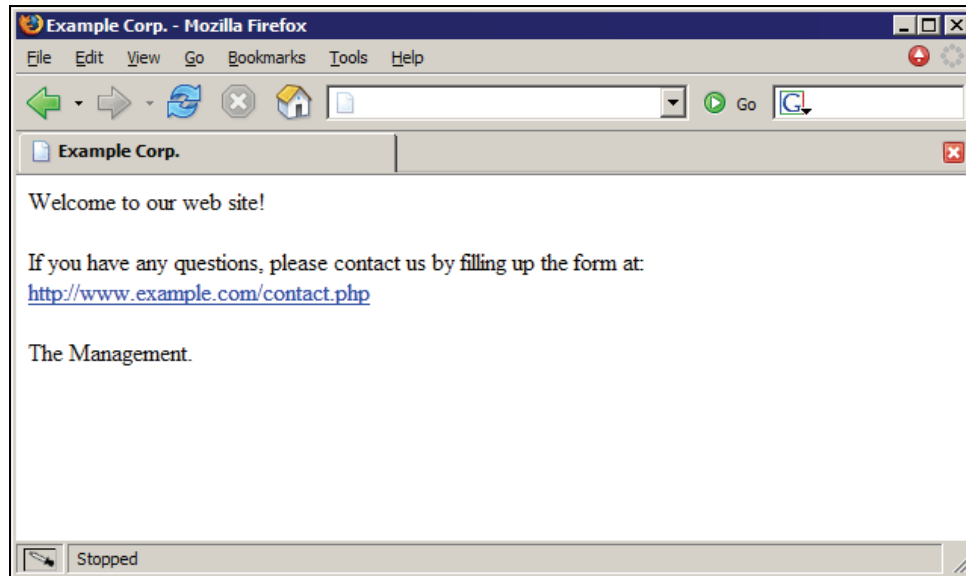 Example Corp. - Mozilla Firefox
File Edit View Go Bookmarks Tools Help
Go G
Example Corp.
Welcome to our web site!
If you have any questions, please contact us by filling up the form at:
http://www.example.com/contact.php
The Management.
Stopped